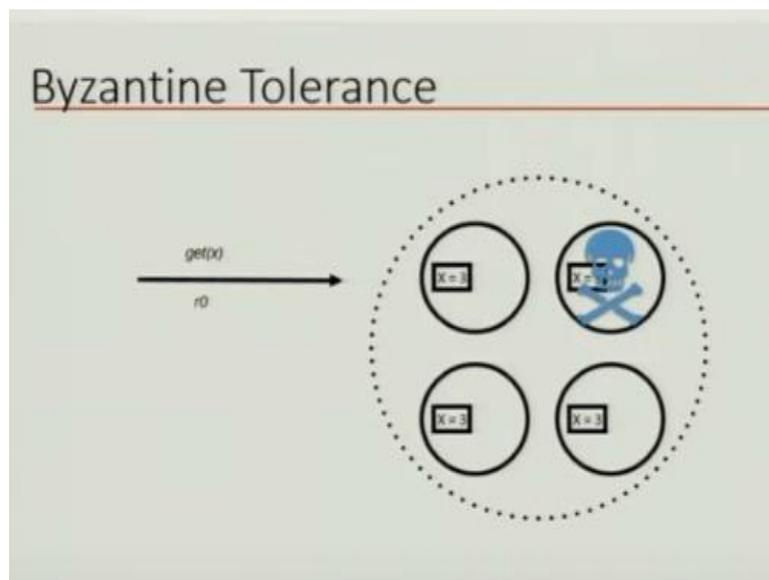 Byzantine Tolerance
get(x)
r0
X = 3
X =
X = 3
X = 3